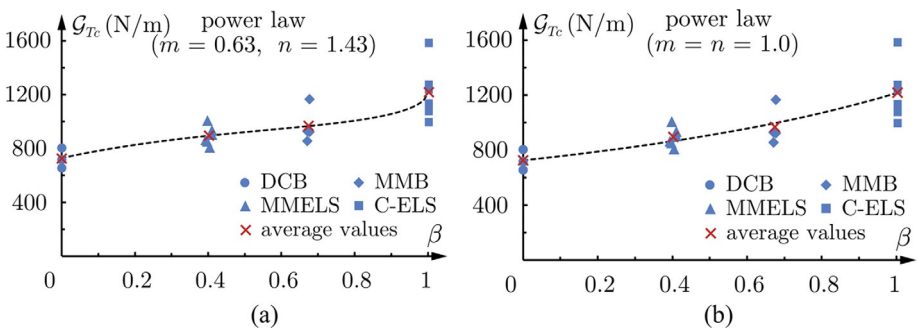 𝒢_Tc (N/m)
power law
(m = 0.63, n = 1.43)
1600
1200
800
400
DCB
MMB
MMELS
C-ELS
average values
β
0
0.2
0.4
0.6
0.8
1
(a)
𝒢_Tc (N/m)
power law
(m = n = 1.0)
1600
1200
800
400
DCB
MMB
MMELS
C-ELS
average values
β
0
0.2
0.4
0.6
0.8
1
(b)